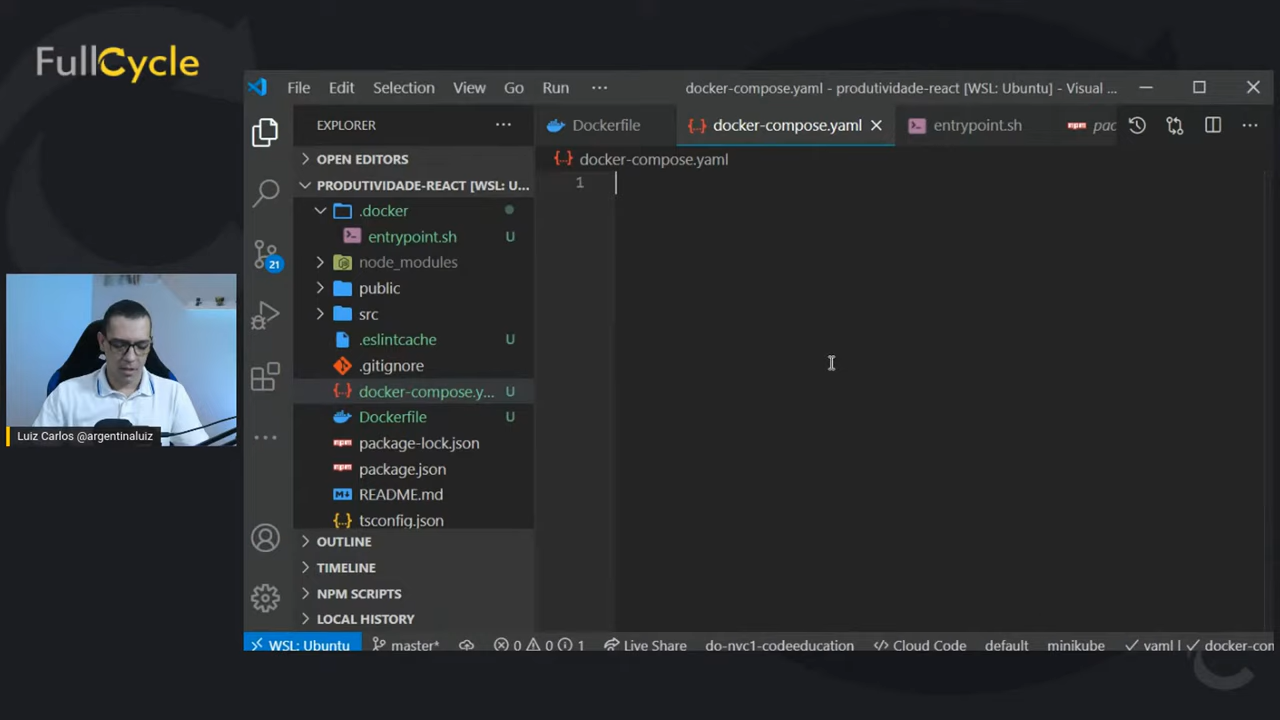 FullCycle
File Edit Selection View Go Run ··· docker-compose.yaml - produtividade-react [WSL: Ubuntu] - Visual ...
EXPLORER ···
Dockerfile
docker-compose.yaml
entrypoint.sh
pac
OPEN EDITORS
docker-compose.yaml
PRODUTIVIDADE-REACT [WSL: U...
1
.docker
entrypoint.sh U
node_modules
public
src
.eslintcache U
.gitignore
docker-compose.y... U
Dockerfile U
package-lock.json
package.json
README.md
tsconfig.json
OUTLINE
TIMELINE
NPM SCRIPTS
LOCAL HISTORY
21
Luiz Carlos @argentinaluiz
WSL: Ubuntu master* 0 0 1 Live Share do-nyc1-codeeducation Cloud Code default minikube yaml | docker-com